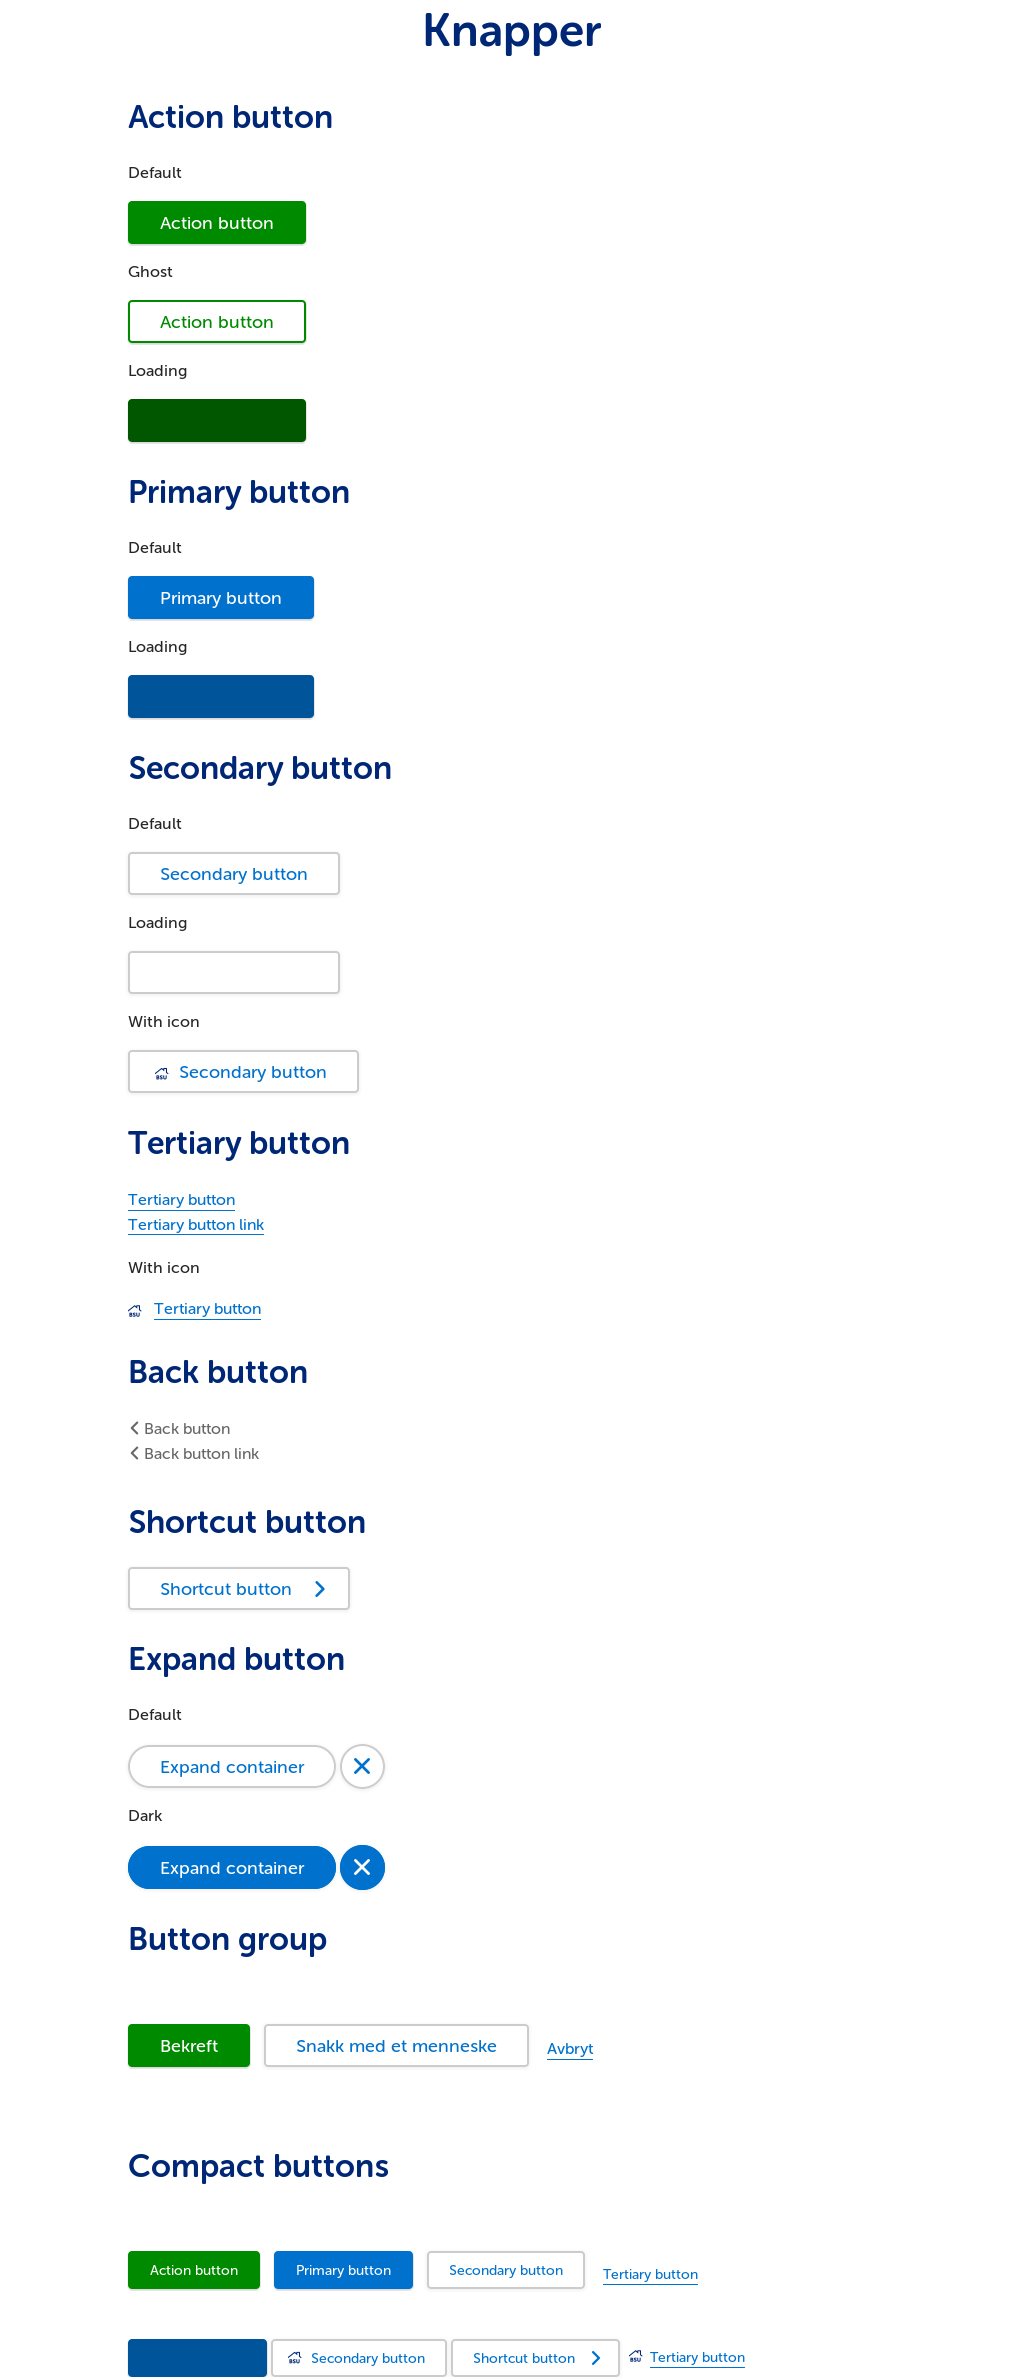 Knapper
Action button
Default
Action button
Ghost
Action button
Loading
Primary button
Default
Primary button
Loading
Secondary button
Default
Secondary button
Loading
With icon
BSU Secondary button
Tertiary button
Tertiary button
Tertiary button link
With icon
BSU Tertiary button
Back button
Back button
Back button link
Shortcut button
Shortcut button
Expand button
Default
Expand container
Dark
Expand container
Button group
Bekreft Snakk med et menneske Avbryt
Compact buttons
Action button Primary button Secondary button Tertiary button
BSU Secondary button Shortcut button BSU Tertiary button